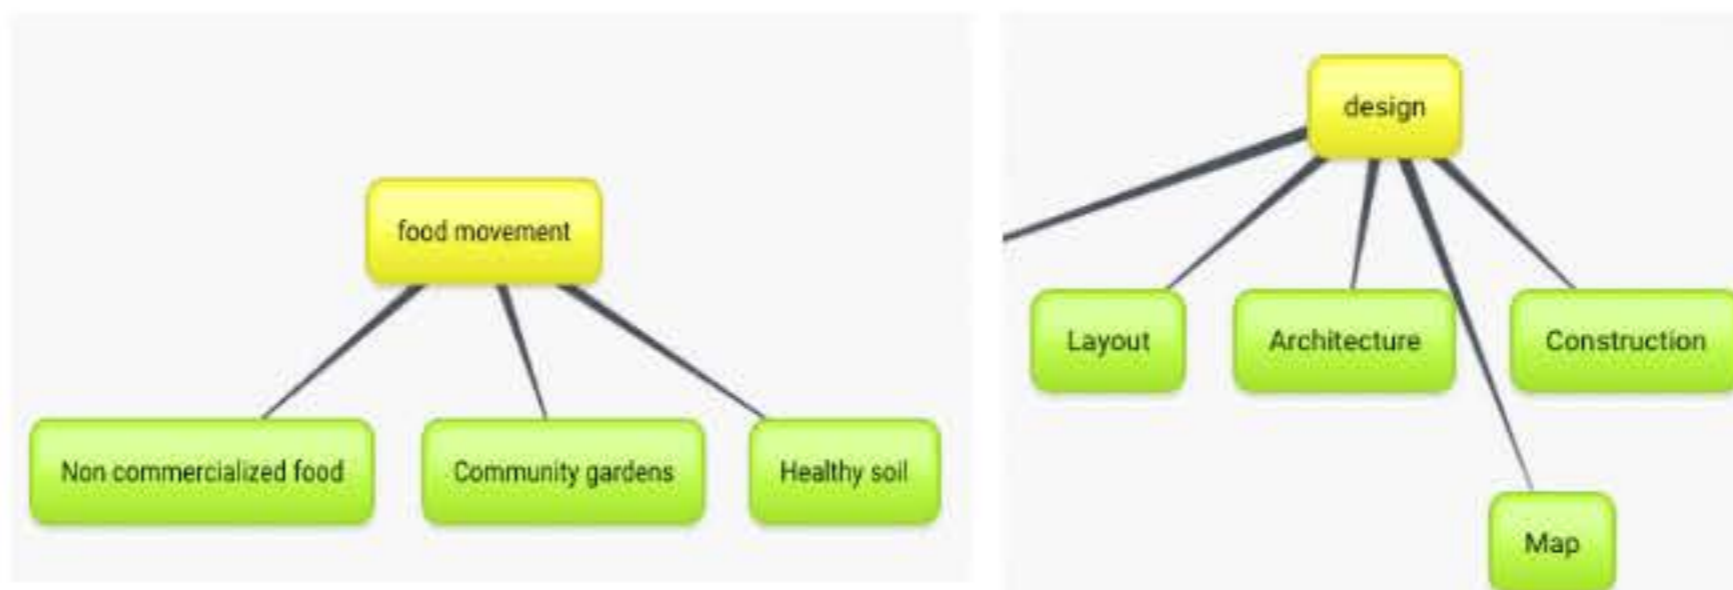 food movement
Non commercialized food
Community gardens
Healthy soil
design
Layout
Architecture
Construction
Map